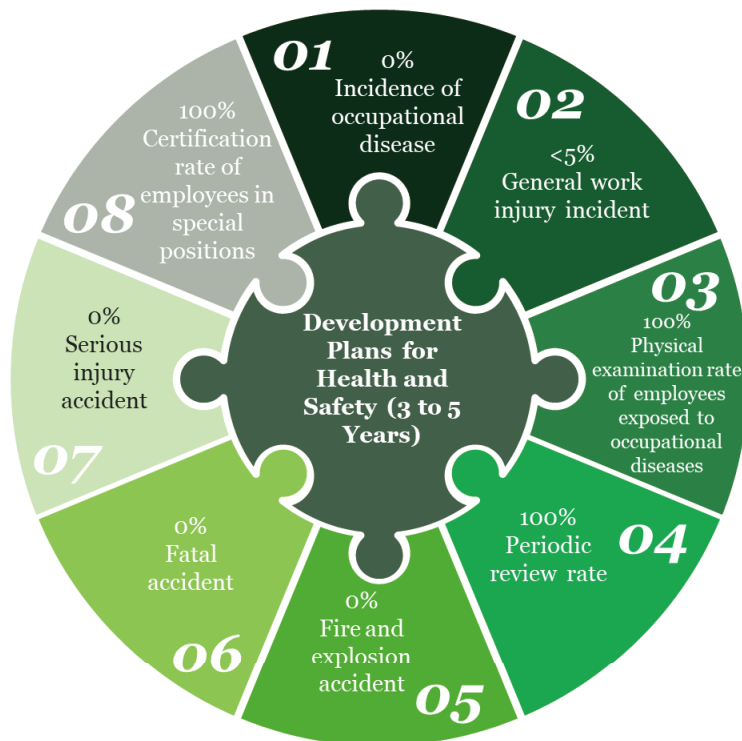 01
0%
Incidence of
occupational
disease
02
<5%
General work
injury incident
03
100%
Physical
examination rate
of employees
exposed to
occupational
diseases
04
100%
Periodic
review rate
05
0%
Fire and
explosion
accident
06
0%
Fatal
accident
07
0%
Serious
injury
accident
08
100%
Certification
rate of
employees in
special
positions
Development
Plans for
Health and
Safety (3 to 5
Years)